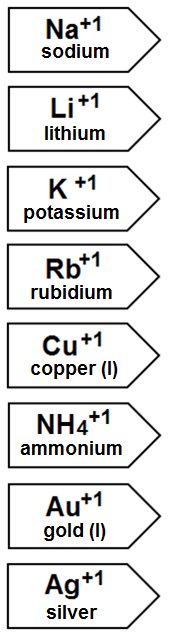 Na+1
sodium
Li+1
lithium
K +1
potassium
Rb+1
rubidium
Cu+1
copper (I)
NH4+1
ammonium
Au+1
gold (I)
Ag+1
silver